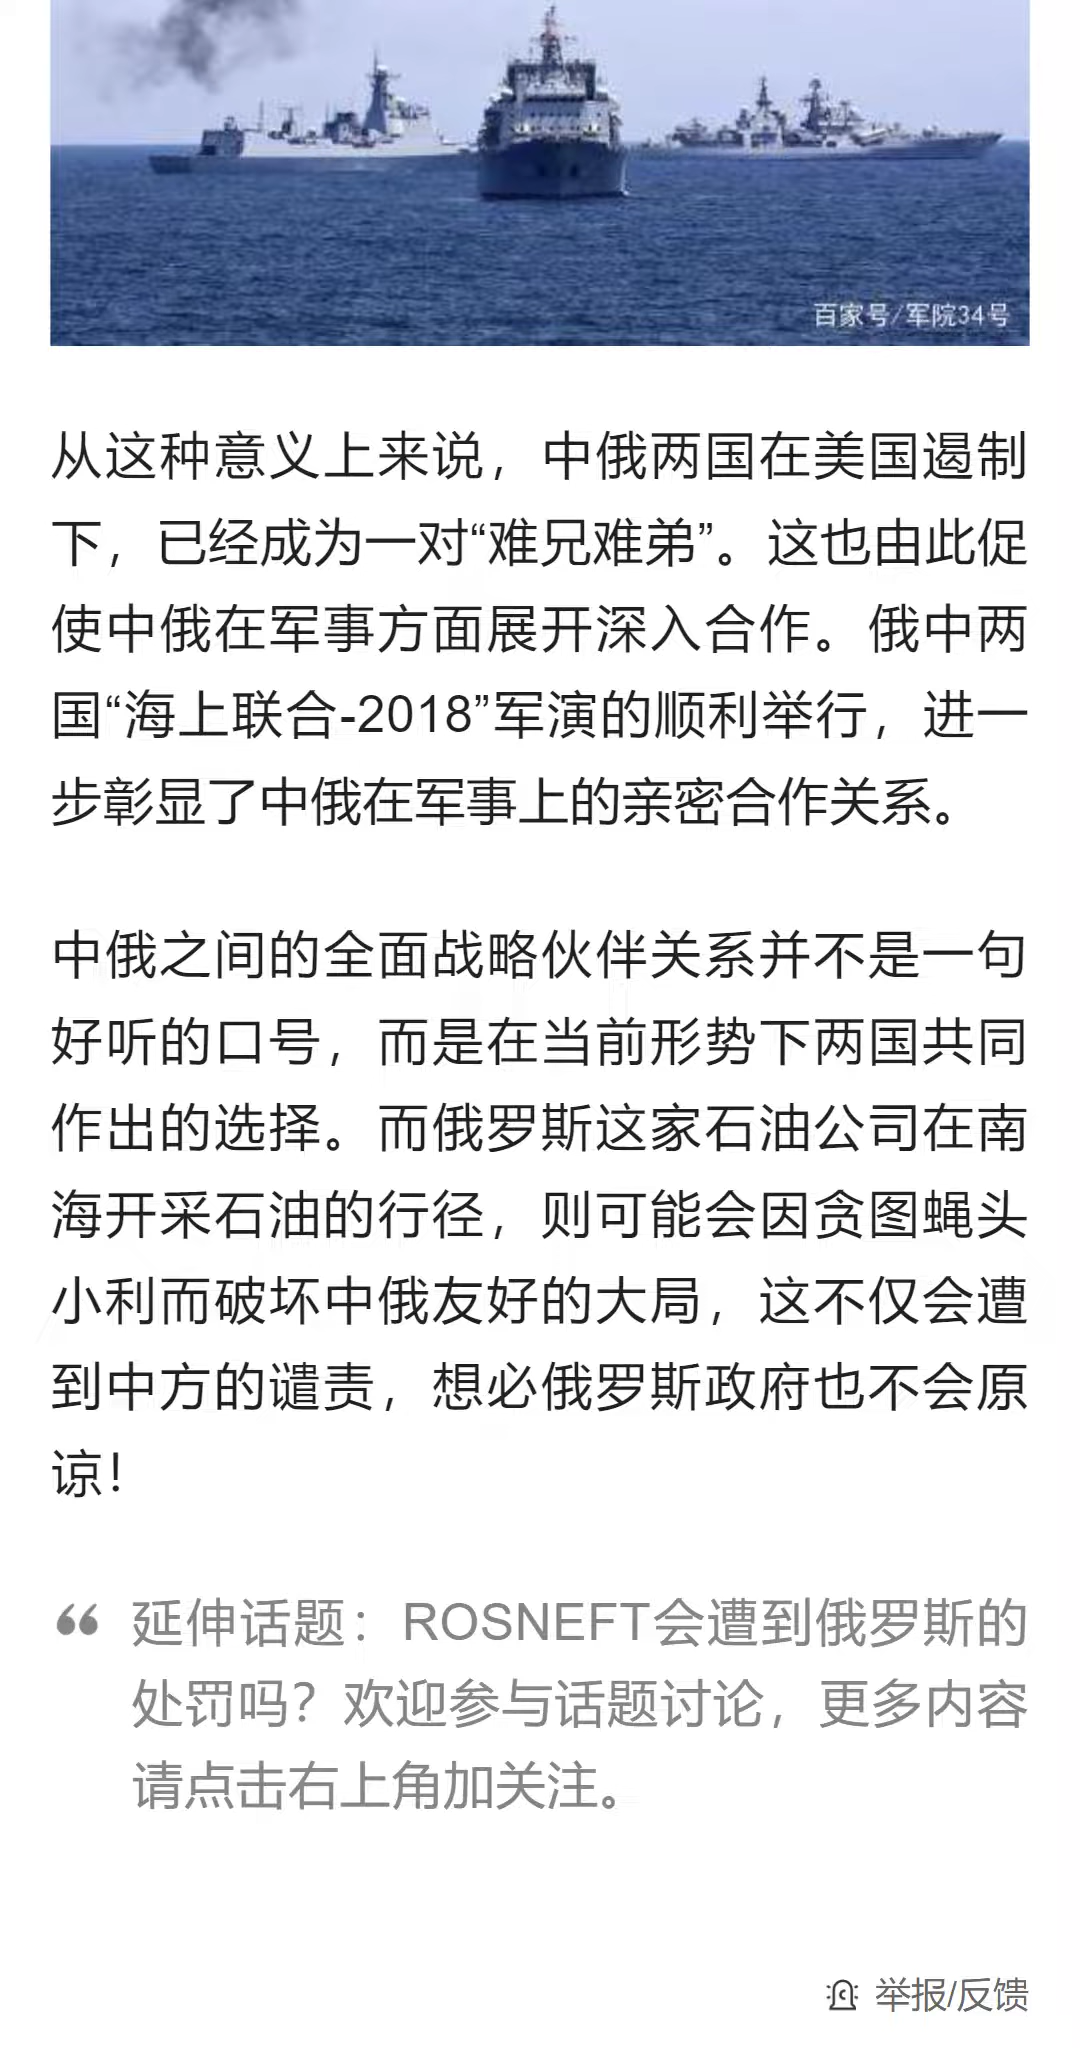 百家号/军院34号
从这种意义上来说，中俄两国在美国遏制
下，已经成为一对“难兄难弟”。这也由此促
使中俄在军事方面展开深入合作。俄中两
国“海上联合-2018”军演的顺利举行，进一
步彰显了中俄在军事上的亲密合作关系。
中俄之间的全面战略伙伴关系并不是一句
好听的口号，而是在当前形势下两国共同
作出的选择。而俄罗斯这家石油公司在南
海开采石油的行径，则可能会因贪图蝇头
小利而破坏中俄友好的大局，这不仅会遭
到中方的谴责，想必俄罗斯政府也不会原
谅！
“ 延伸话题：ROSNEFT会遭到俄罗斯的
处罚吗？欢迎参与话题讨论，更多内容
请点击右上角加关注。
举报/反馈